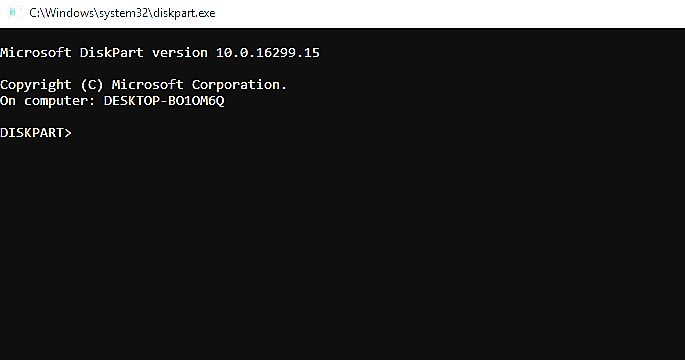 C:\Windows\system32\diskpart.exe
Microsoft DiskPart version 10.0.16299.15
Copyright (C) Microsoft Corporation.
On computer: DESKTOP-BO1OM6Q
DISKPART>